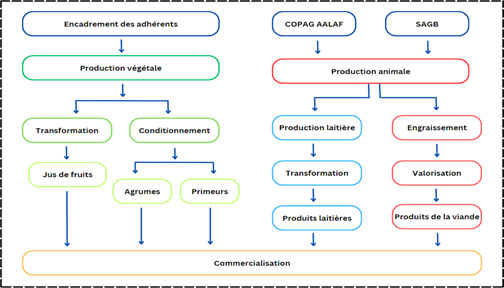 Encadrement des adhérents
COPAG AALAF
SAGB
Production végétale
Production animale
Transformation
Conditionnement
Production laitière
Engraissement
Jus de fruits
Agrumes
Primeurs
Transformation
Valorisation
Produits laitières
Produits de la viande
Commercialisation